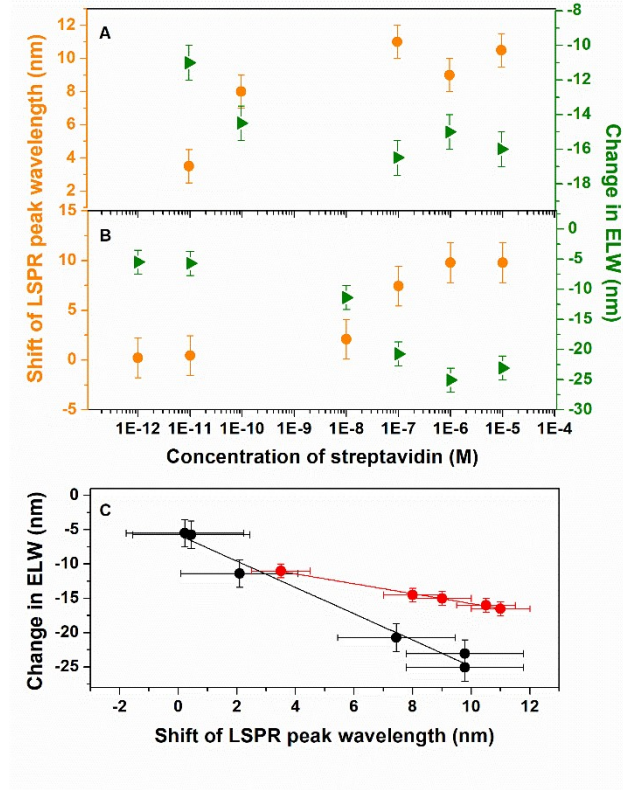 A
12
10
8
6
4
2
Shift of LSPR peak wavelength (nm)
-8
-10
-12
-14
-16
-18
Change in ELW
(nm)
B
15
10
5
0
-5
0
-5
-10
-15
-20
-25
-30
1E-12 1E-11 1E-10 1E-9 1E-8 1E-7 1E-6 1E-5 1E-4
Concentration of streptavidin (M)
C
0
-5
-10
-15
-20
-25
Change in ELW (nm)
-2 0 2 4 6 8 10 12
Shift of LSPR peak wavelength (nm)